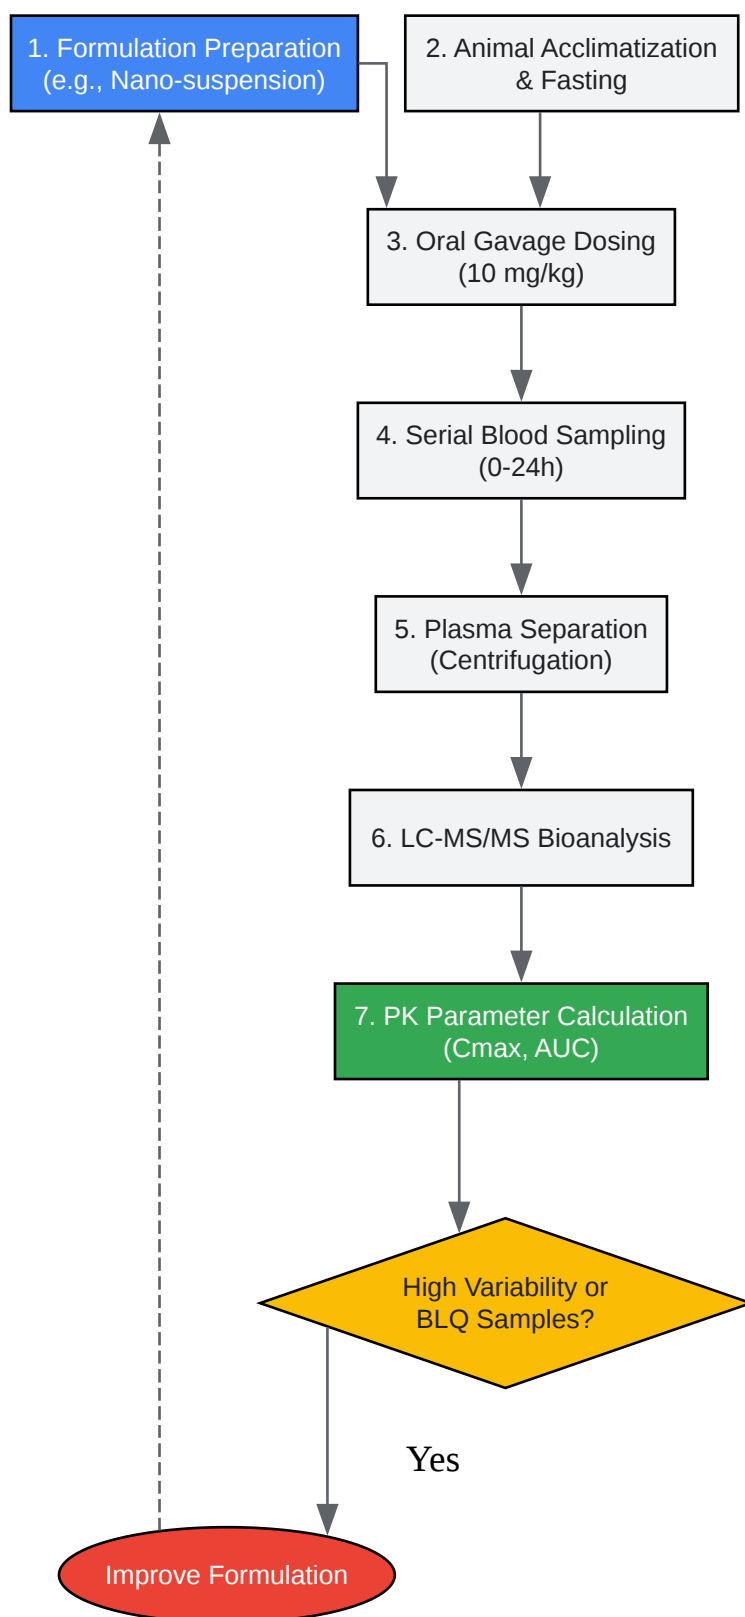 1. Formulation Preparation
(e.g., Nano-suspension)
2. Animal Acclimatization
& Fasting
3. Oral Gavage Dosing
(10 mg/kg)
4. Serial Blood Sampling
(0-24h)
5. Plasma Separation
(Centrifugation)
6. LC-MS/MS Bioanalysis
7. PK Parameter Calculation
(Cmax, AUC)
High Variability or
BLQ Samples?
Yes
Improve Formulation